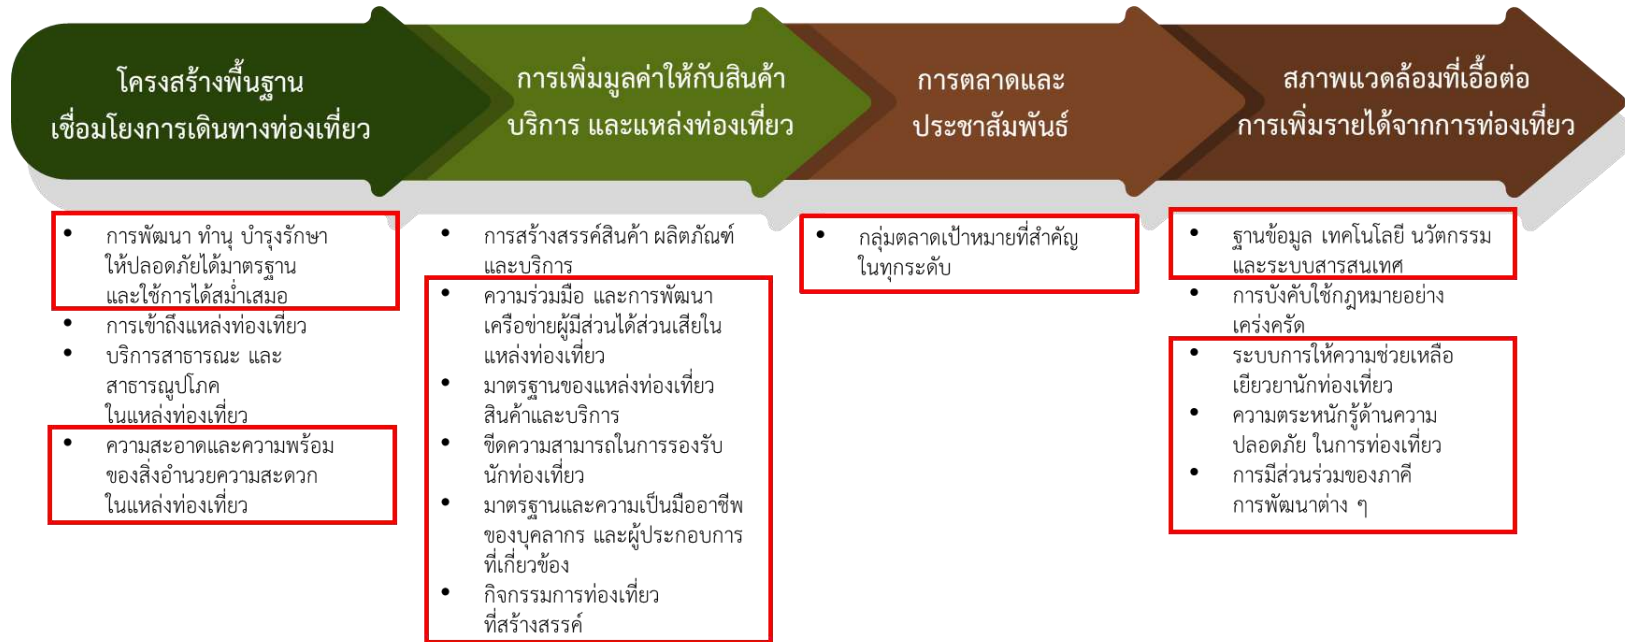 โครงสร้างพื้นฐาน
เชื่อมโยงการเดินทางท่องเที่ยว
การเพิ่มมูลค่าให้กับสินค้า
บริการ และแหล่งท่องเที่ยว
การตลาดและ
ประชาสัมพันธ์
สภาพแวดล้อมที่เอื้อต่อ
การเพิ่มรายได้จากการท่องเที่ยว
• การพัฒนา ทำนุ บำรุงรักษา
ให้ปลอดภัยได้มาตรฐาน
และใช้การได้สม่ำเสมอ
• การเข้าถึงแหล่งท่องเที่ยว
• บริการสาธารณะ และ
สาธารณูปโภค
ในแหล่งท่องเที่ยว
• ความสะอาดและความพร้อม
ของสิ่งอำนวยความสะดวก
ในแหล่งท่องเที่ยว
• การสร้างสรรค์สินค้า ผลิตภัณฑ์
และบริการ
• ความร่วมมือ และการพัฒนา
เครือข่ายผู้มีส่วนได้ส่วนเสียใน
แหล่งท่องเที่ยว
• มาตรฐานของแหล่งท่องเที่ยว
สินค้าและบริการ
• ขีดความสามารถในการรองรับ
นักท่องเที่ยว
• มาตรฐานและความเป็นมืออาชีพ
ของบุคลากร และผู้ประกอบการ
ที่เกี่ยวข้อง
• กิจกรรมการท่องเที่ยว
ที่สร้างสรรค์
• กลุ่มตลาดเป้าหมายที่สำคัญ
ในทุกระดับ
• ฐานข้อมูล เทคโนโลยี นวัตกรรม
และระบบสารสนเทศ
• การบังคับใช้กฎหมายอย่าง
เคร่งครัด
• ระบบการให้ความช่วยเหลือ
เยียวยานักท่องเที่ยว
• ความตระหนักรู้ด้านความ
ปลอดภัย ในการท่องเที่ยว
• การมีส่วนร่วมของภาคี
การพัฒนาต่าง ๆ